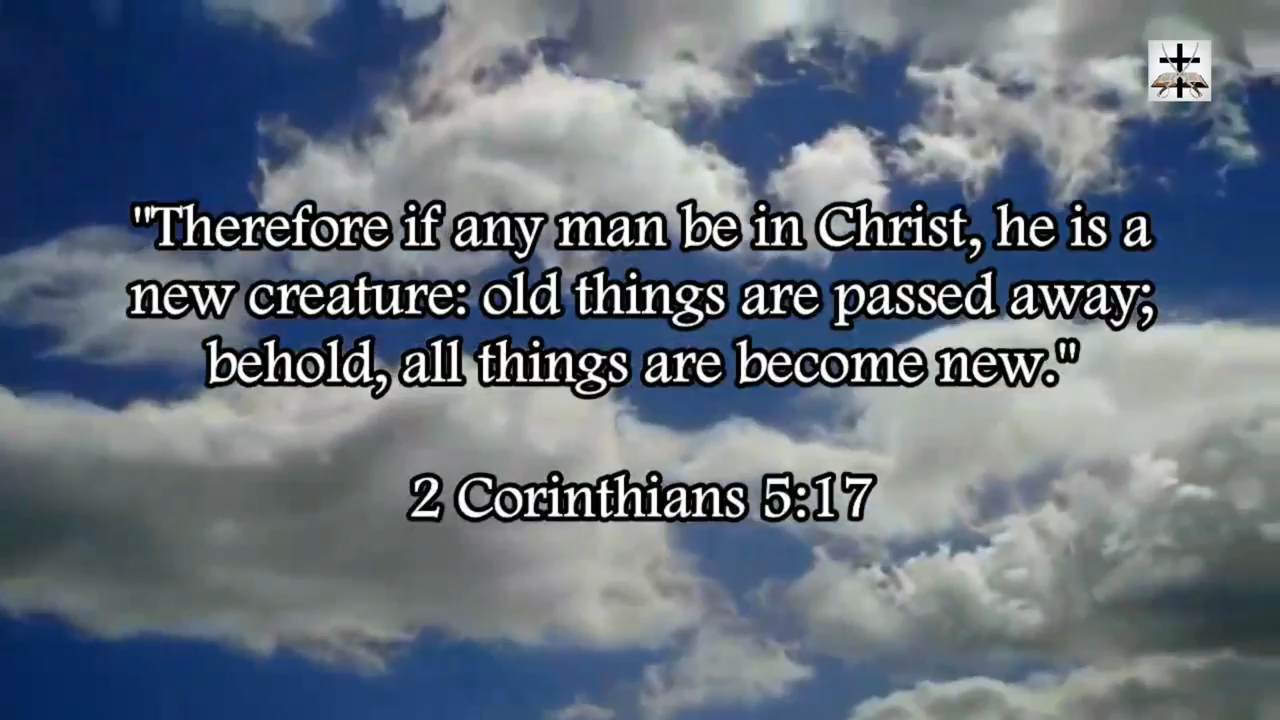 "Therefore if any man be in Christ, he is a
new creature: old things are passed away;
behold, all things are become new."
2 Corinthians 5:17